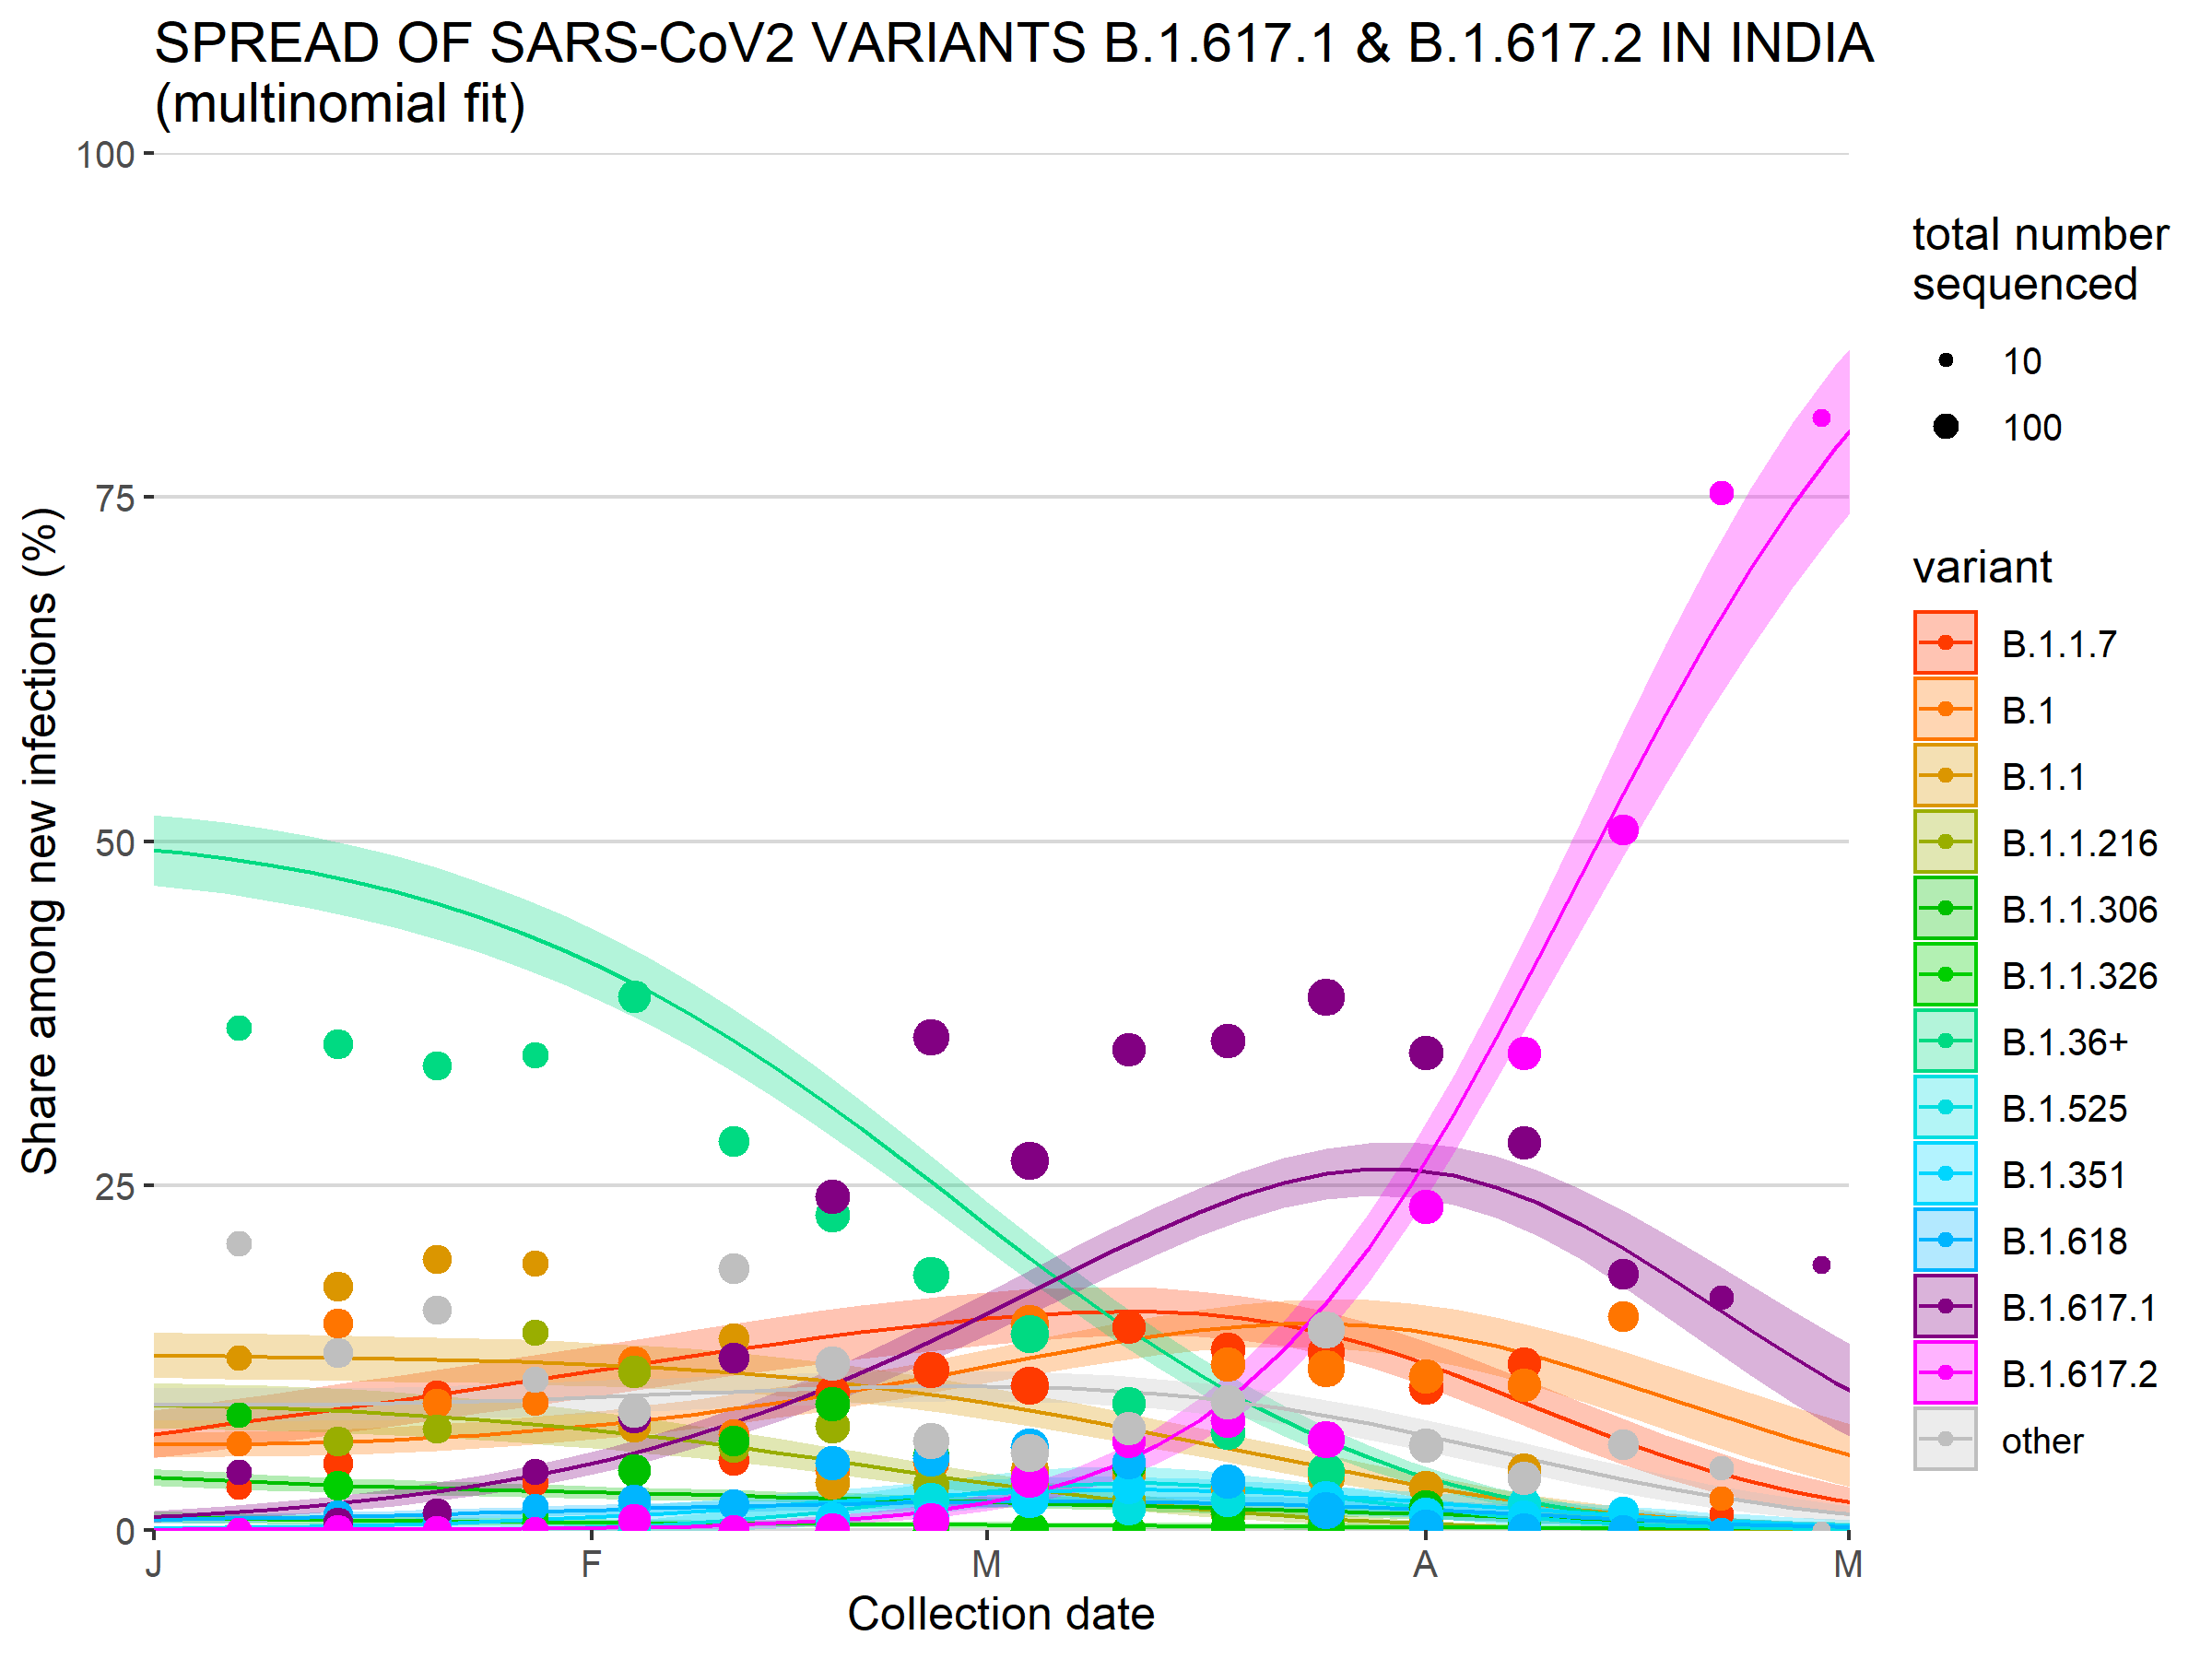 SPREAD OF SARS-CoV2 VARIANTS B.1.617.1 & B.1.617.2 IN INDIA
(multinomial fit)
Share among new infections (%)
100
75
50
25
0
J F M A M
Collection date
total number
sequenced
10
100
variant
B.1.1.7
B.1
B.1.1
B.1.1.216
B.1.1.306
B.1.1.326
B.1.36+
B.1.525
B.1.351
B.1.618
B.1.617.1
B.1.617.2
other